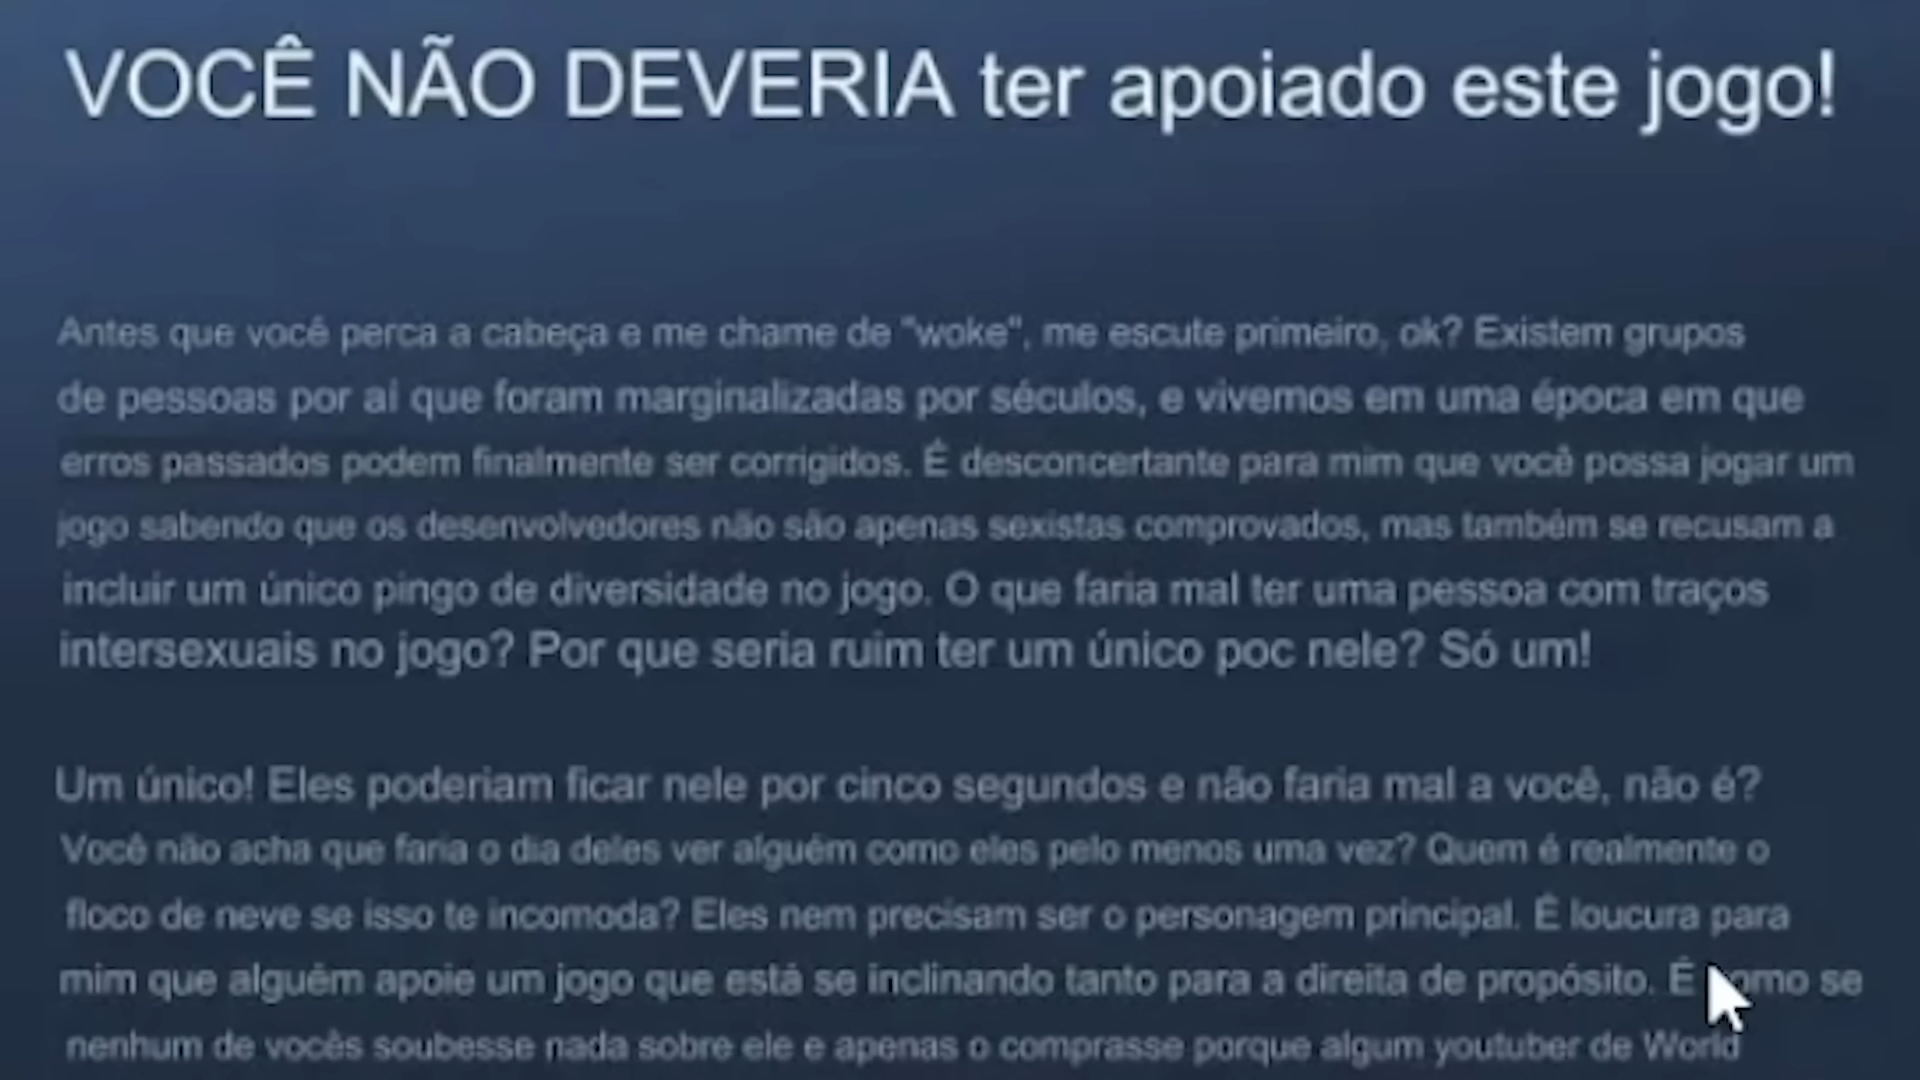 VOCÊ NÃO DEVERIA ter apoiado este jogo!
Antes que você perca a cabeça e me chame de "woke", me escute primeiro, ok? Existem grupos
de pessoas por aí que foram marginalizadas por séculos, e vivemos em uma época em que
erros passados podem finalmente ser corrigidos. É desconcertante para mim que você possa jogar um
jogo sabendo que os desenvolvedores não são apenas sexistas comprovados, mas também se recusam a
incluir um único pingo de diversidade no jogo. O que faria mal ter uma pessoa com traços
intersexuais no jogo? Por que seria ruim ter um único poc nele? Só um!
Um único! Eles poderiam ficar nele por cinco segundos e não faria mal a você, não é?
Você não acha que faria o dia deles ver alguém como eles pelo menos uma vez? Quem é realmente o
floco de neve se isso te incomoda? Eles nem precisam ser o personagem principal. É loucura para
mim que alguém apoie um jogo que está se inclinando tanto para a direita de propósito. É como se
nenhum de vocês soubesse nada sobre ele e apenas o comprasse porque algum youtuber de World